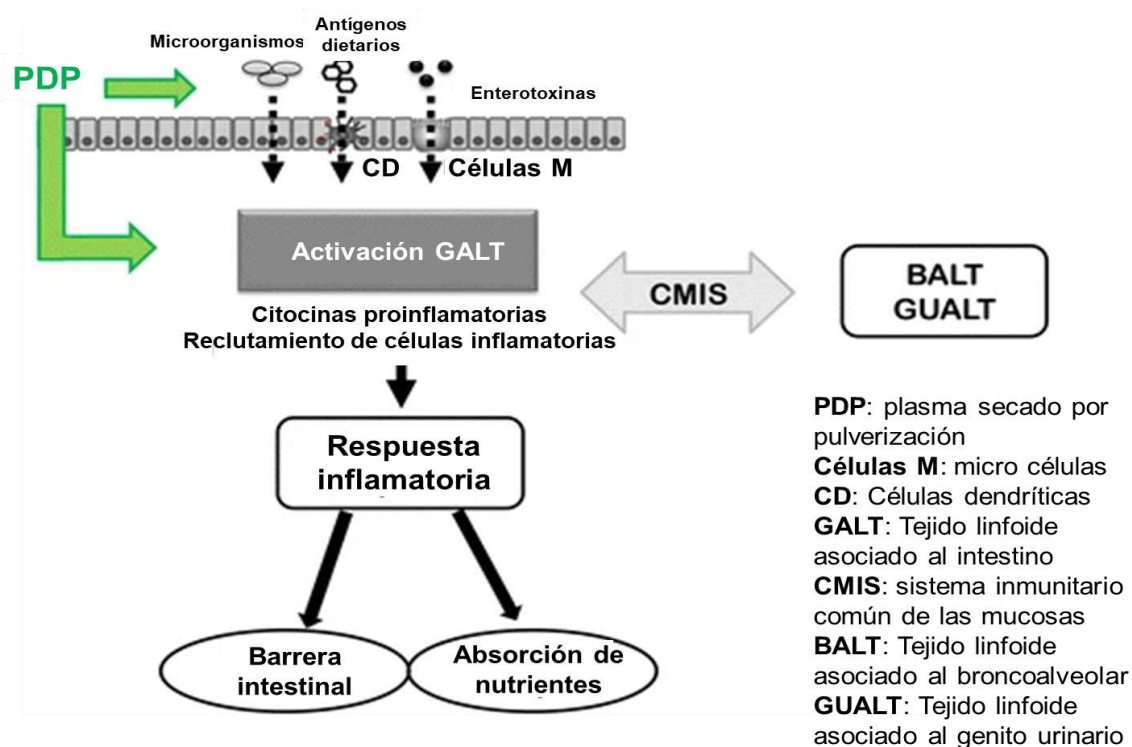 Antígenos
dietarios
Microorganismos
PDP
Enterotoxinas
CD
Células M
Activación GALT
CMIS
BALT
GUALT
Citocinas proinflamatorias
Reclutamiento de células inflamatorias
Respuesta
inflamatoria
Barrera
intestinal
Absorción de
nutrientes
PDP: plasma secado por
pulverización
Células M: micro células
CD: Células dendríticas
GALT: Tejido linfoide
asociado al intestino
CMIS: sistema inmunitario
común de las mucosas
BALT: Tejido linfoide
asociado al broncoalveolar
GUALT: Tejido linfoide
asociado al genito urinario